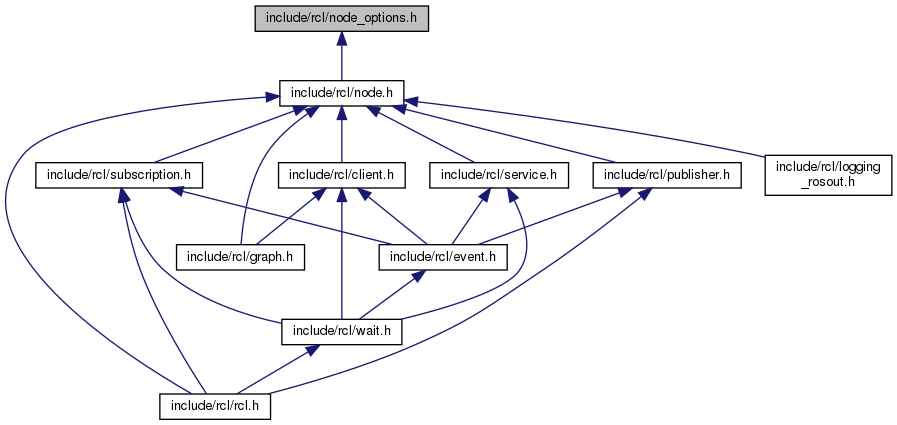 include/rcl/node_options.h
include/rcl/node.h
include/rcl/subscription.h
include/rcl/client.h
include/rcl/service.h
include/rcl/publisher.h
include/rcl/logging
_rosout.h
include/rcl/graph.h
include/rcl/event.h
include/rcl/wait.h
include/rcl/rcl.h